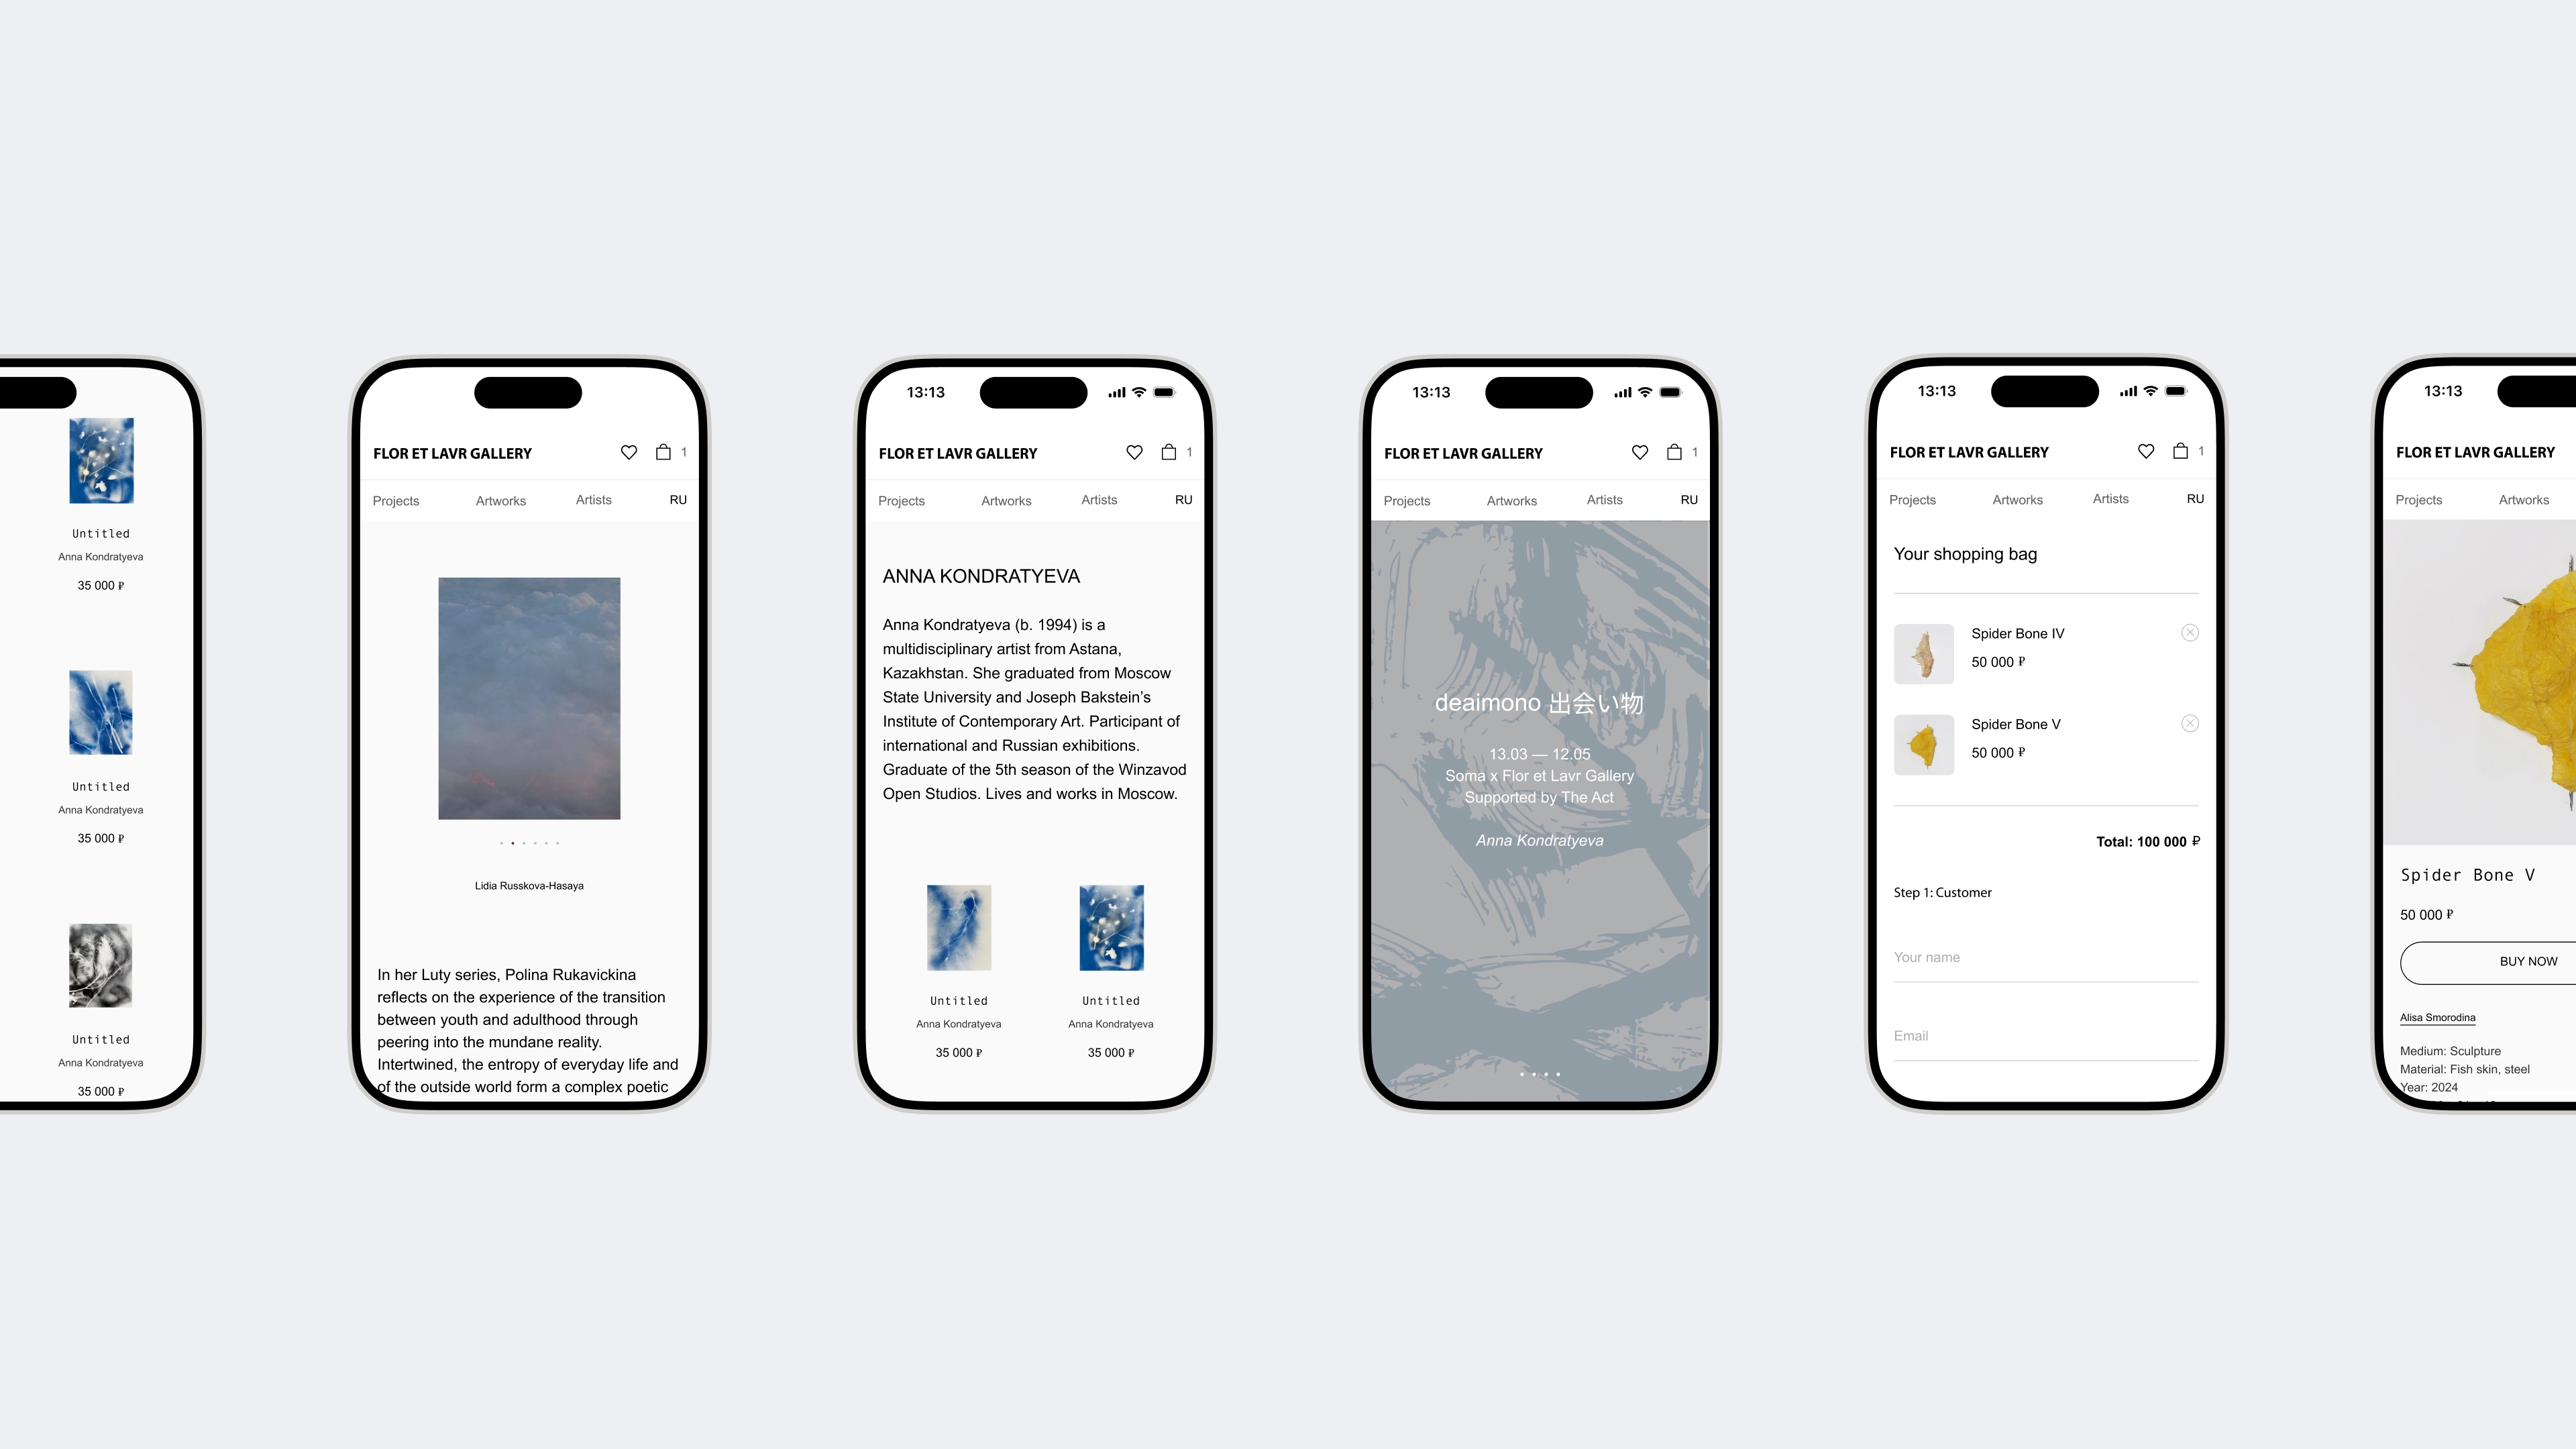 Untitled
Anna Kondratyeva
35 000 ₽
Untitled
Anna Kondratyeva
35 000 ₽
Untitled
Anna Kondratyeva
35 000 ₽
FLOR ET LAVR GALLERY
1
Projects
Artworks
Artists
RU
Lidia Russkova-Hasaya
In her Luty series, Polina Rukavickina
reflects on the experience of the transition
between youth and adulthood through
peering into the mundane reality.
Intertwined, the entropy of everyday life and
of the outside world form a complex poetic
13:13
FLOR ET LAVR GALLERY
1
Projects
Artworks
Artists
RU
ANNA KONDRATYEVA
Anna Kondratyeva (b. 1994) is a
multidisciplinary artist from Astana,
Kazakhstan. She graduated from Moscow
State University and Joseph Bakstein’s
Institute of Contemporary Art. Participant of
international and Russian exhibitions.
Graduate of the 5th season of the Winzavod
Open Studios. Lives and works in Moscow.
Untitled
Anna Kondratyeva
35 000 ₽
Untitled
Anna Kondratyeva
35 000 ₽
13:13
FLOR ET LAVR GALLERY
1
Projects
Artworks
Artists
RU
deaimono 出会い物
13.03 — 12.05
Soma x Flor et Lavr Gallery
Supported by The Act
Anna Kondratyeva
13:13
FLOR ET LAVR GALLERY
1
Projects
Artworks
Artists
RU
Your shopping bag
Spider Bone IV
50 000 ₽
Spider Bone V
50 000 ₽
Total: 100 000 ₽
Step 1: Customer
Your name
Email
13:13
FLOR ET LAVR GALLERY
Projects
Artworks
Spider Bone V
50 000 ₽
BUY NOW
Alisa Smorodina
Medium: Sculpture
Material: Fish skin, steel
Year: 2024